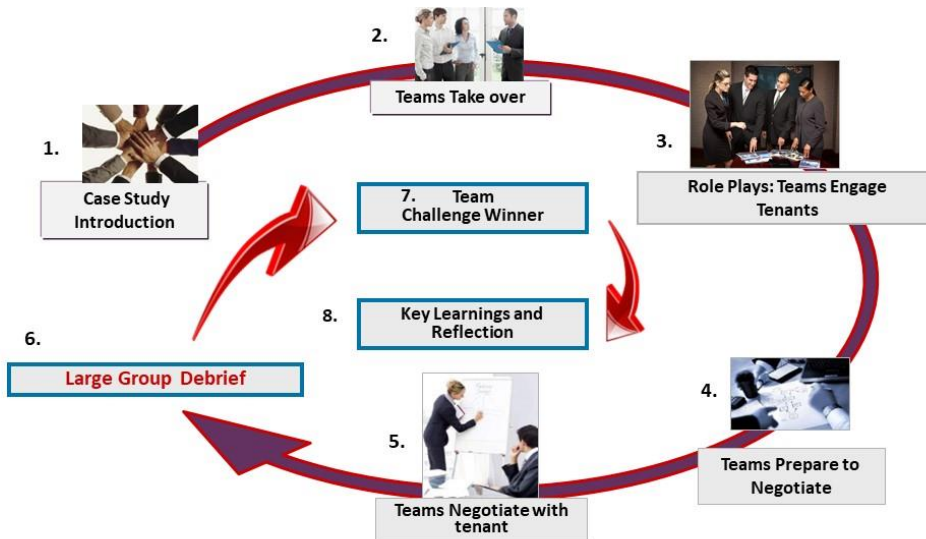 1.
Case Study
Introduction
2.
Teams Take over
3.
Role Plays: Teams Engage
Tenants
4.
Teams Prepare to
Negotiate
5.
Teams Negotiate with
tenant
6.
Large Group Debrief
7. Team
Challenge Winner
8.
Key Learnings and
Reflection